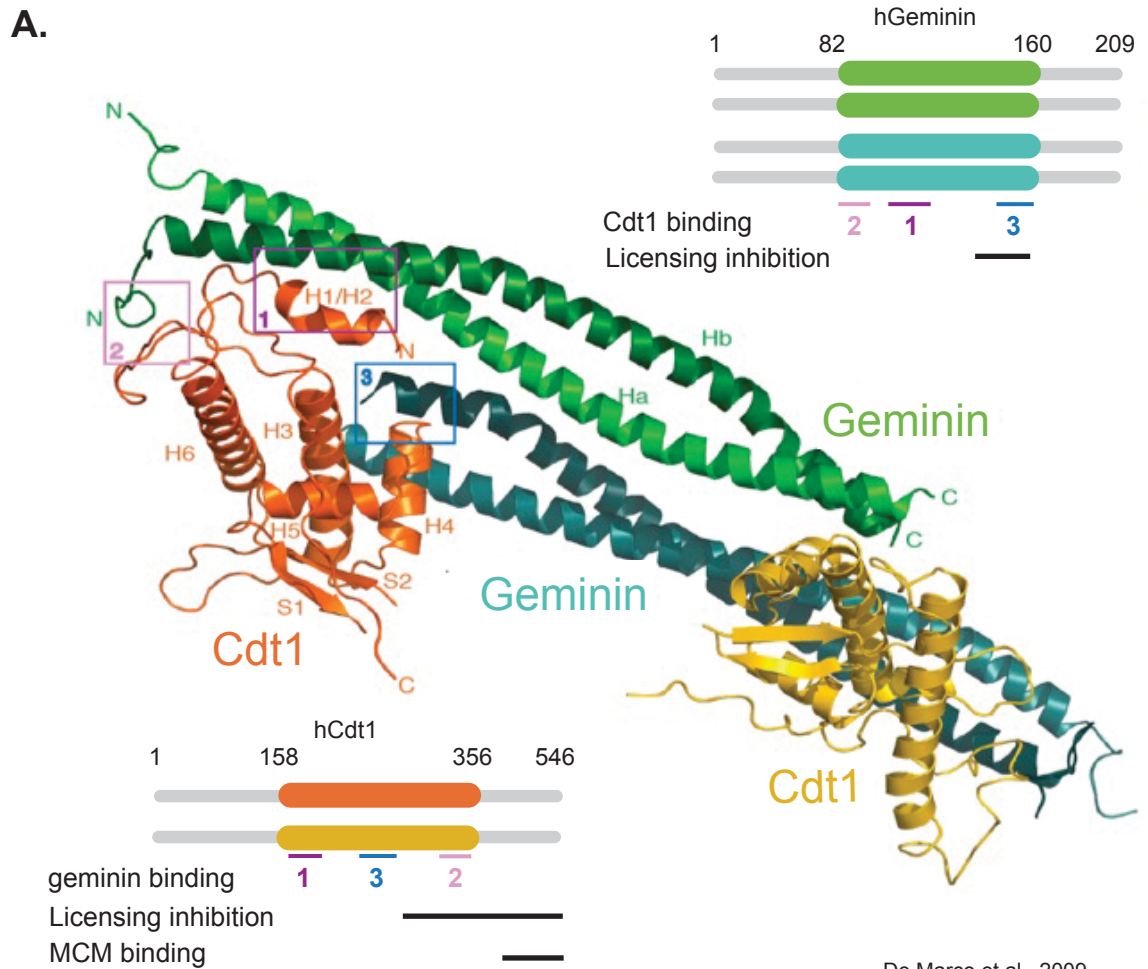 A.
hGeminin
1 82 160 209
Cdt1 binding 2 1 3
Licensing inhibition
N
N
H1/H2
1
2
N
3
Hb
Ha
Geminin
H3
H6
C
C
H4
H5
S2
S1
Geminin
Cdt1
C
hCdt1
1 158 356 546
Cdt1
geminin binding 1 3 2
Licensing inhibition
MCM binding